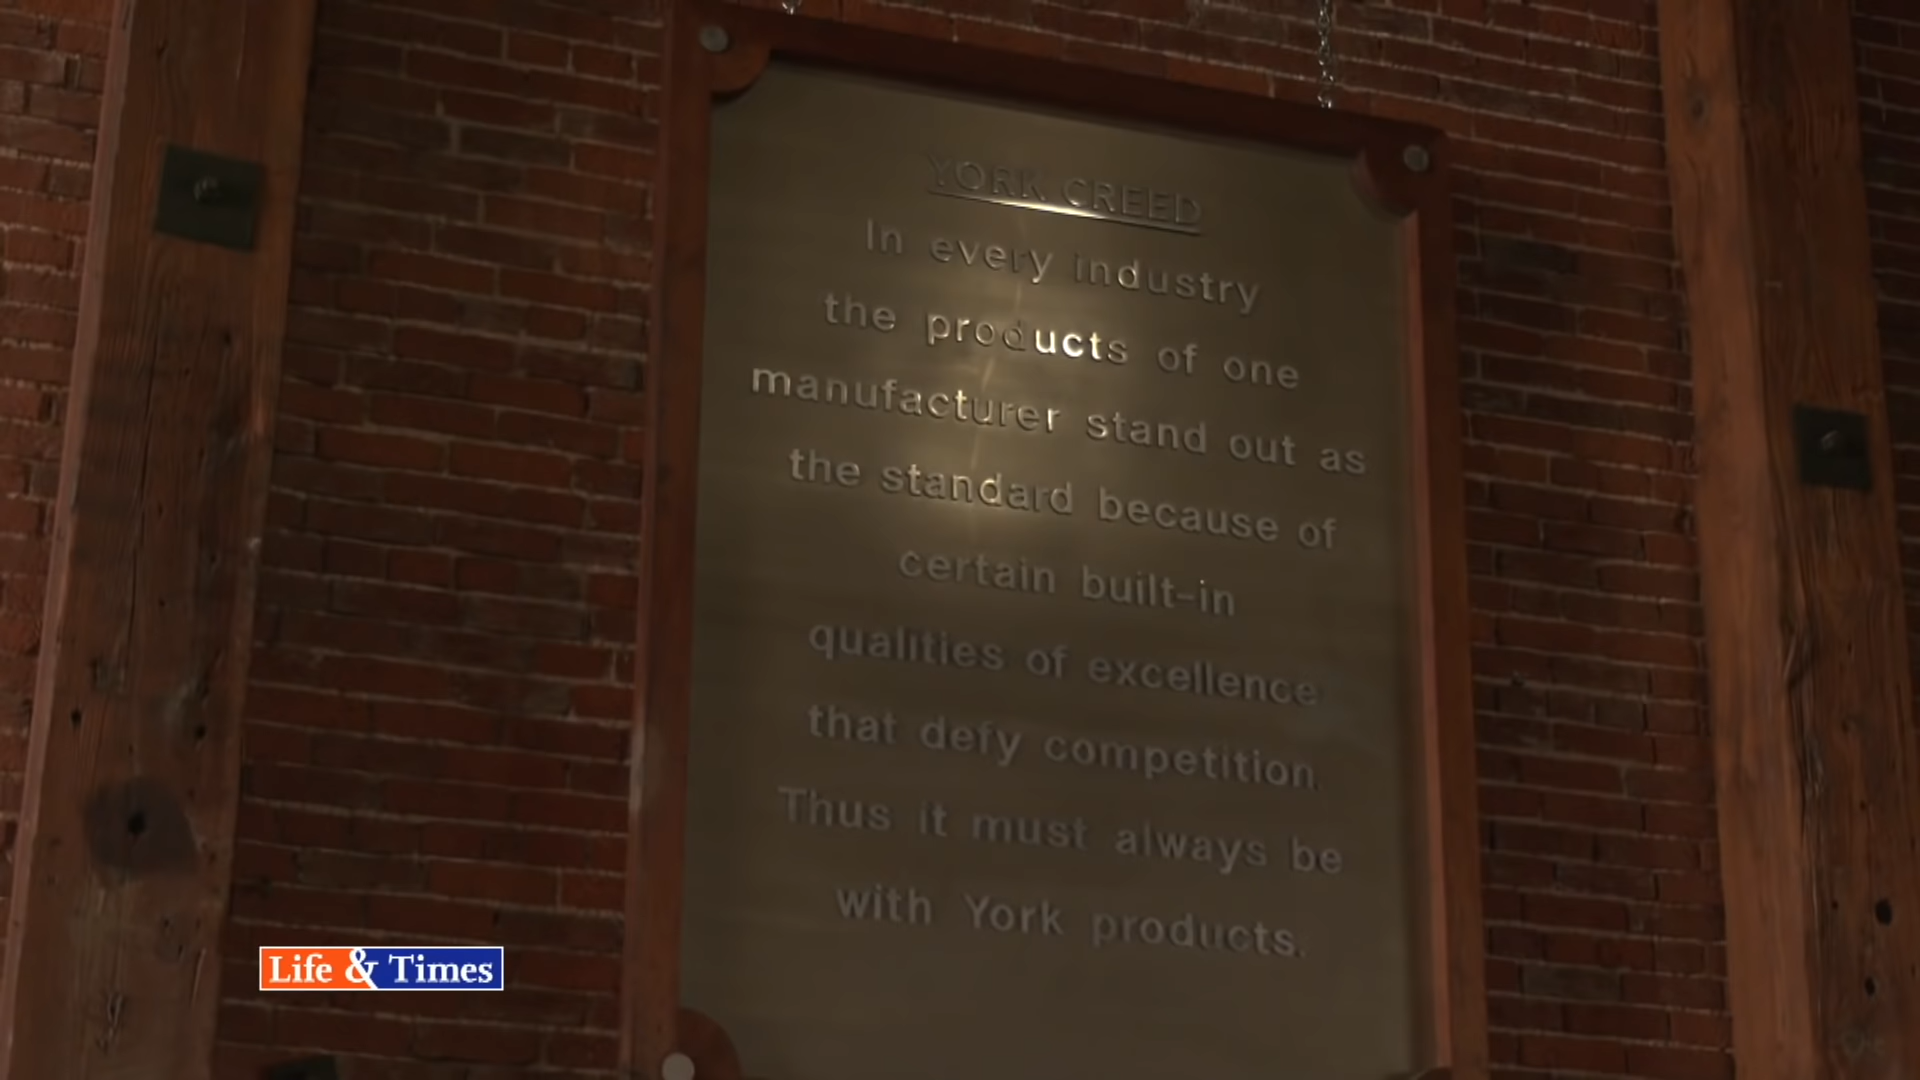 YORK CREED
In every industry
the products of one
manufacturer stand out as
the standard because of
certain built-in
qualities of excellence
that defy competition.
Thus it must always be
with York products.
Life & Times